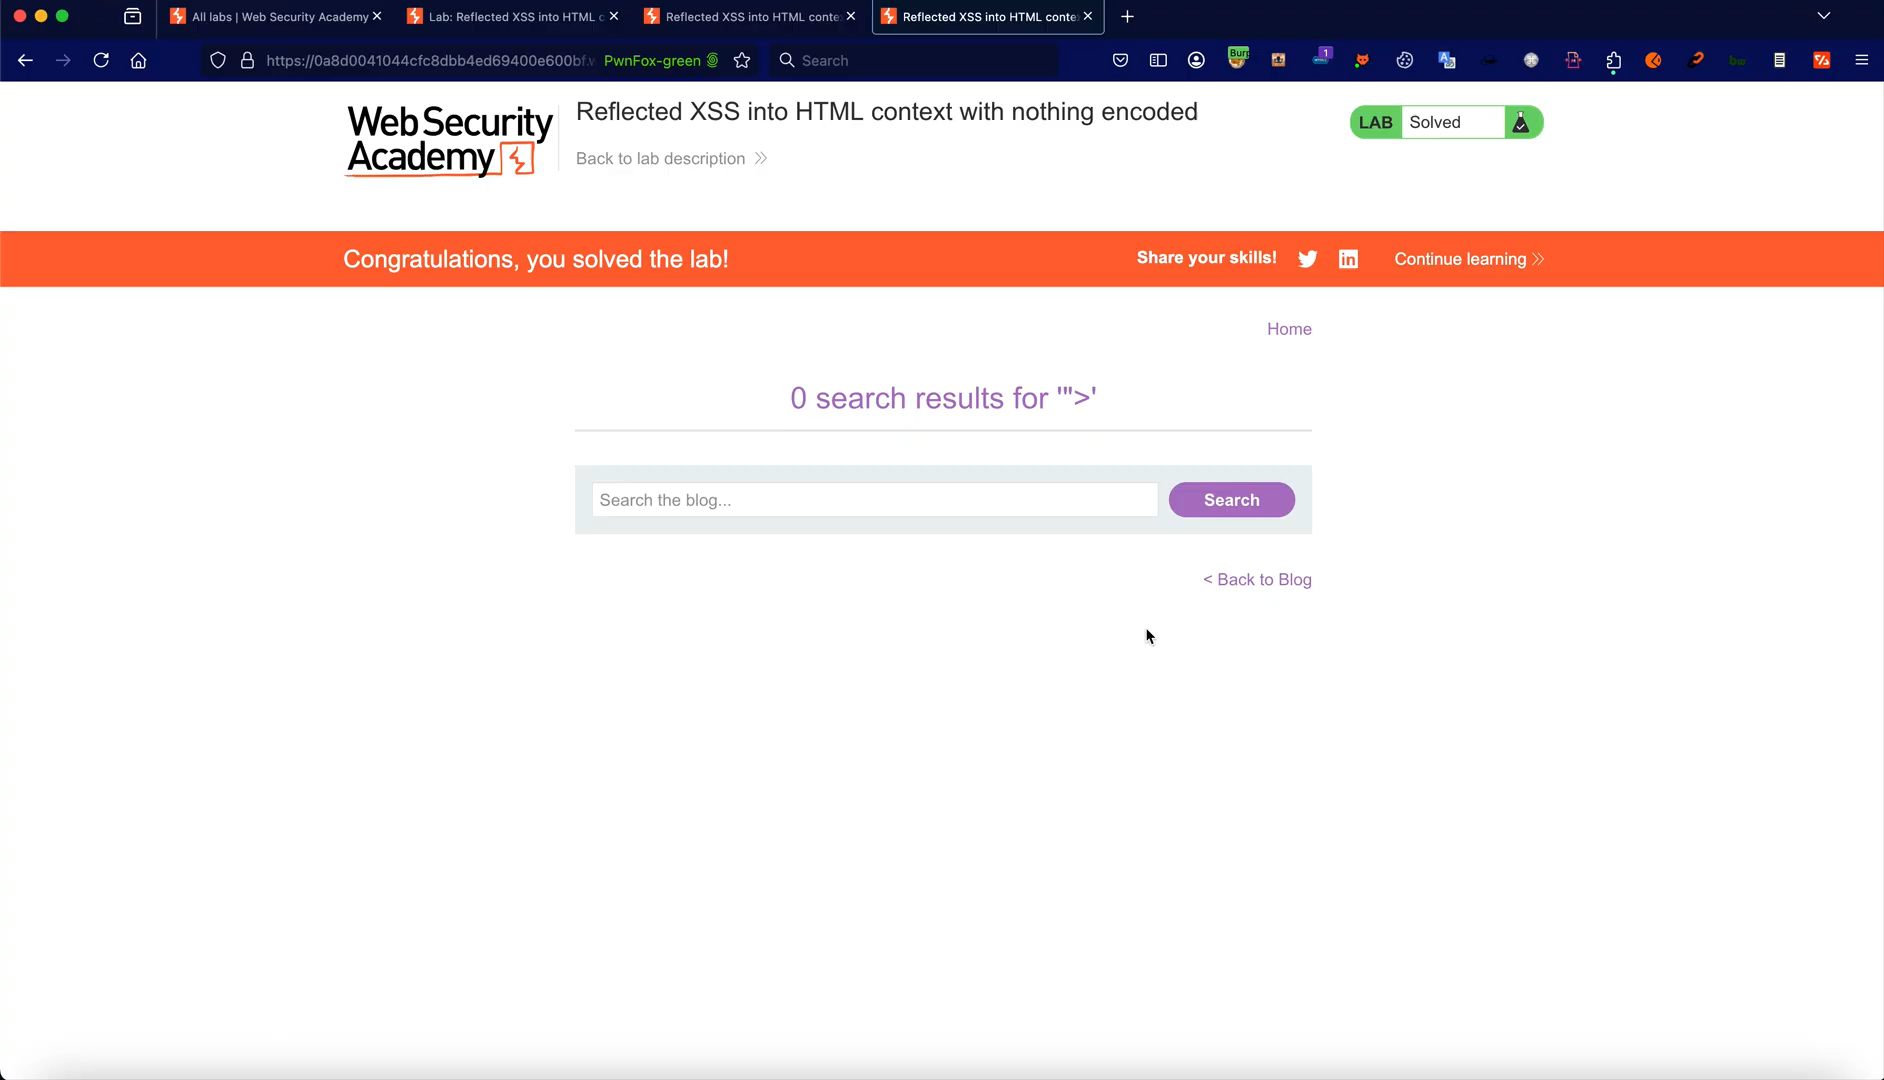 All labs | Web Security Academy
Lab: Reflected XSS into HTML c
Reflected XSS into HTML conte
Reflected XSS into HTML conte
https://0a8d0041044cfc8dbb4ed69400e600bf.w
PwnFox-green
Search
Burp
1
WebSecurity
Academy
Reflected XSS into HTML context with nothing encoded
Back to lab description
LAB
Solved
Congratulations, you solved the lab!
Share your skills!
Continue learning
Home
0 search results for '">'
Search the blog...
Search
< Back to Blog